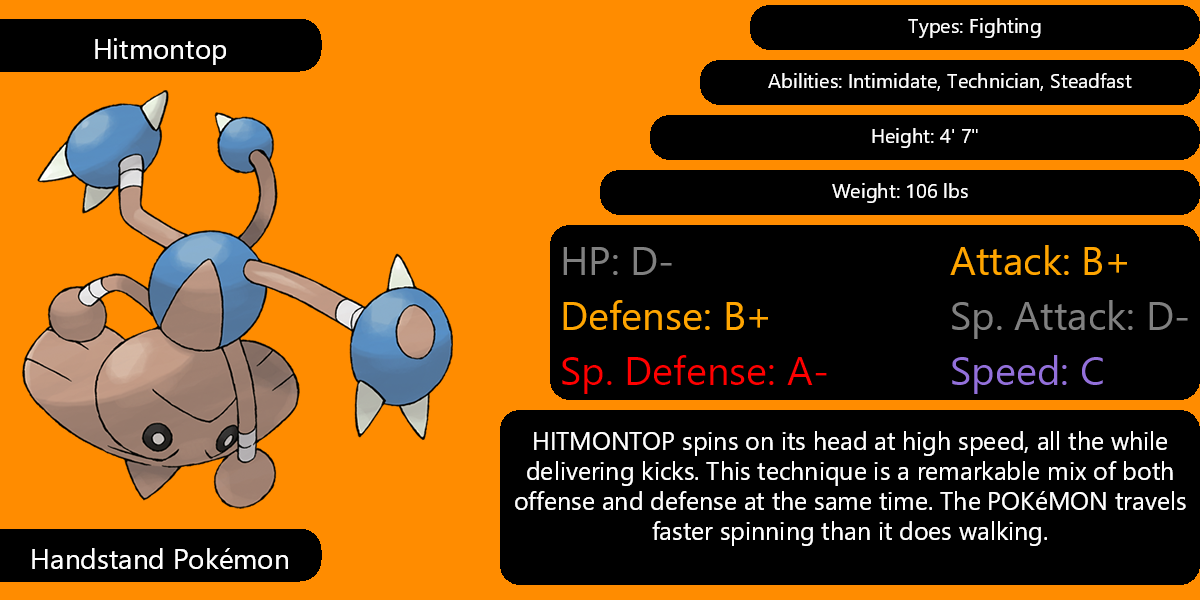 Hitmontop
Types: Fighting
Abilities: Intimidate, Technician, Steadfast
Height: 4' 7"
Weight: 106 lbs
HP: D-
Attack: B+
Defense: B+
Sp. Attack: D-
Sp. Defense: A-
Speed: C
HITMONTOP spins on its head at high speed, all the while
delivering kicks. This technique is a remarkable mix of both
offense and defense at the same time. The POKéMON travels
faster spinning than it does walking.
Handstand Pokémon